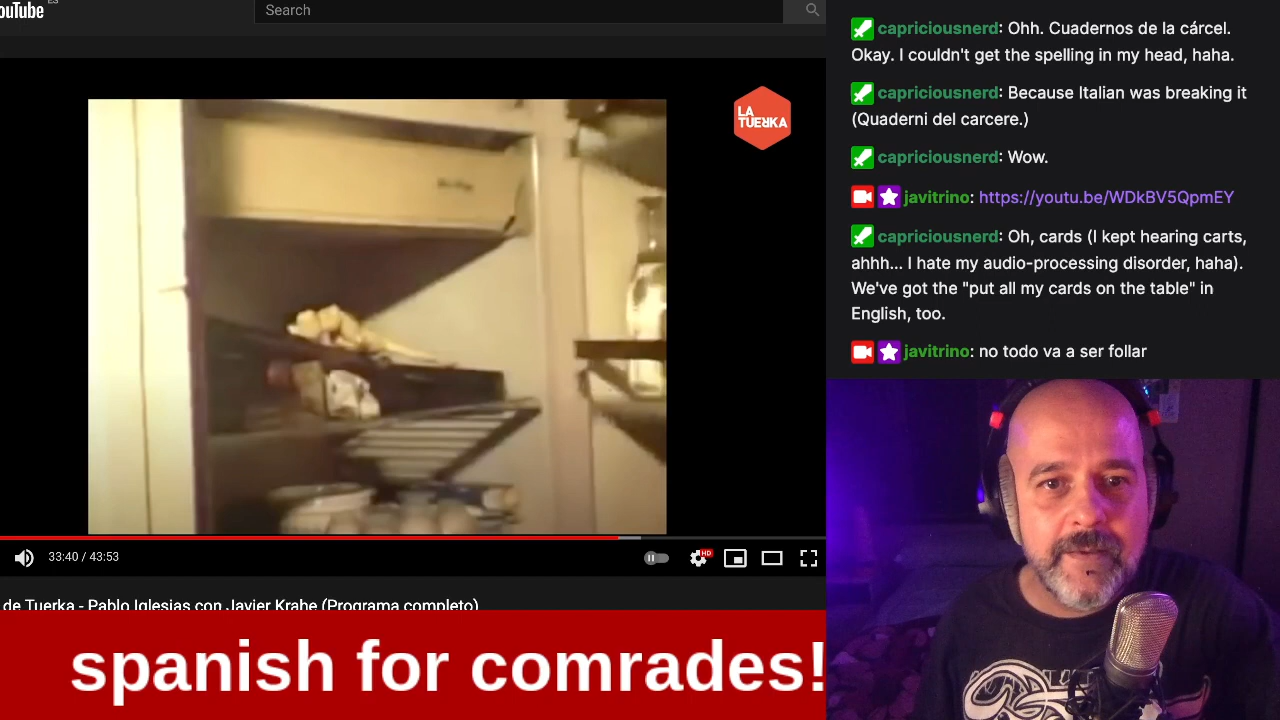 ouTube
ES
Search
LA
TUERKA
33:40 / 43:53
HD
de Tuerka - Pablo Iglesias con Javier Krahe (Programa completo)
spanish for comrades!
capriciousnerd: Ohh. Cuadernos de la cárcel.
Okay. I couldn't get the spelling in my head, haha.
capriciousnerd: Because Italian was breaking it
(Quaderni del carcere.)
capriciousnerd: Wow.
javitrino: https://youtu.be/WDkBV5QpmEY
capriciousnerd: Oh, cards (I kept hearing carts,
ahhh... I hate my audio-processing disorder, haha).
We've got the "put all my cards on the table" in
English, too.
javitrino: no todo va a ser follar